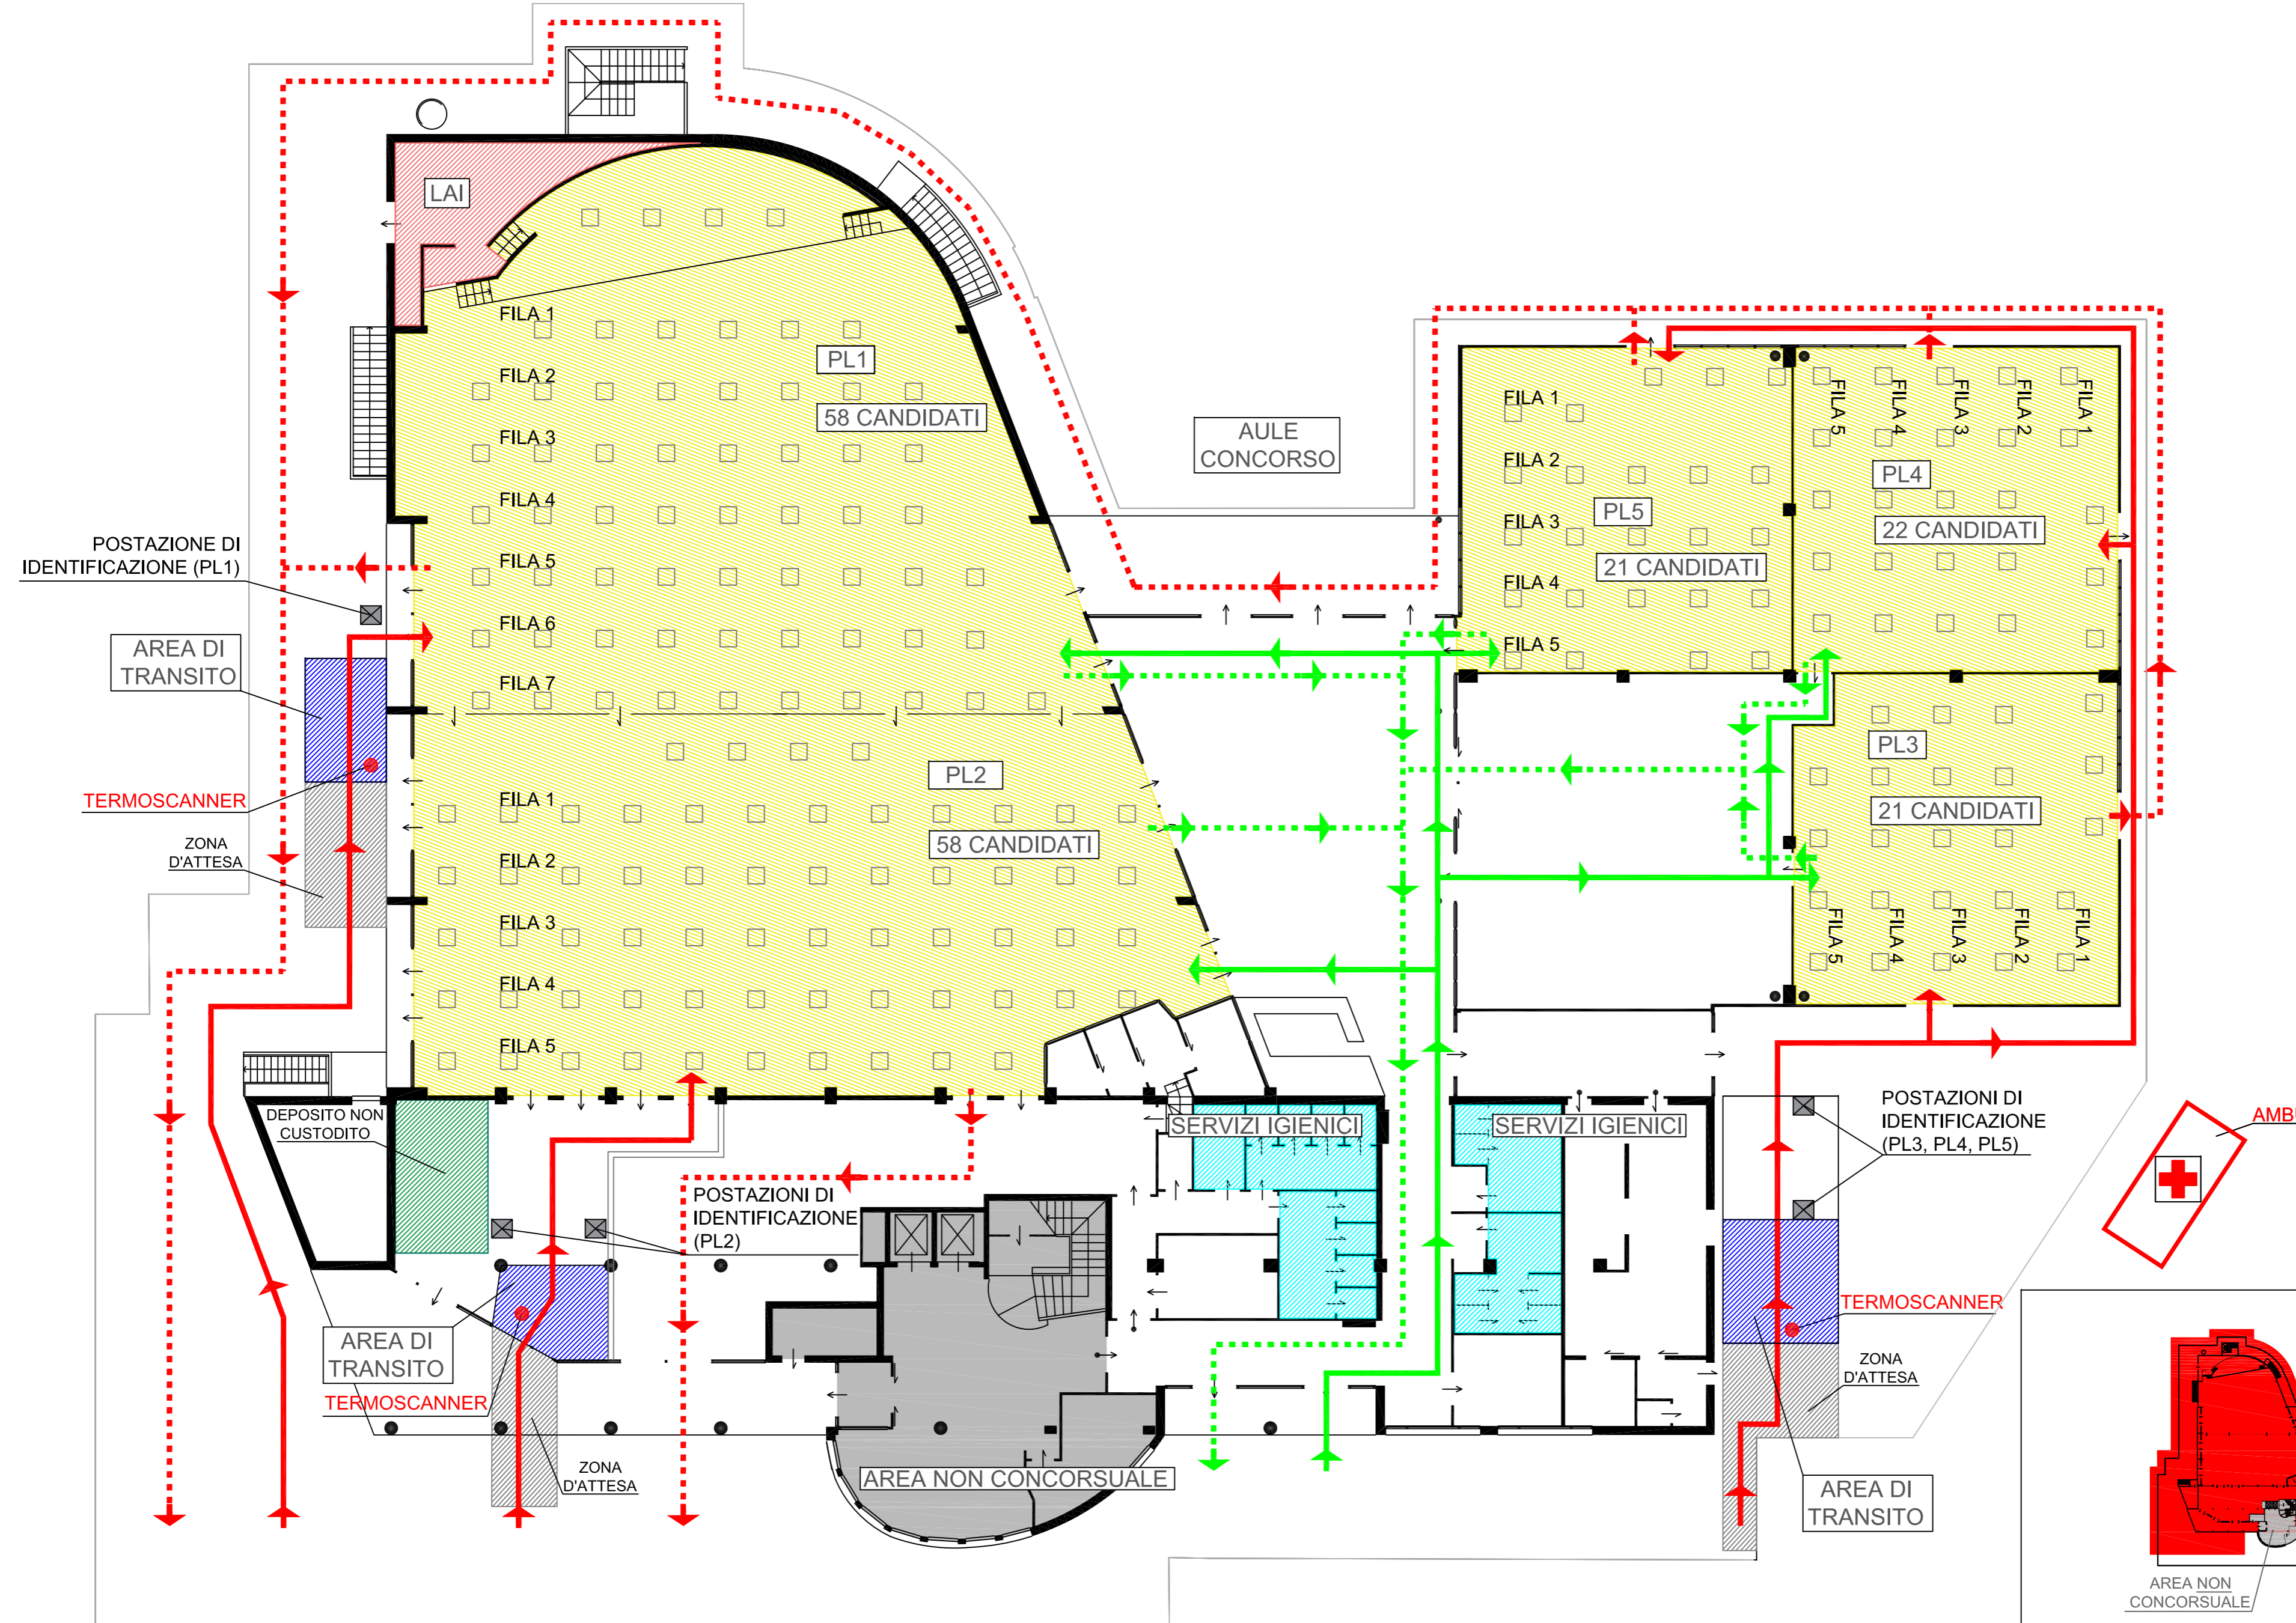 LAI
FILA 1
PL1
FILA 2
58 CANDIDATI
FILA 3
FILA 4
FILA 5
FILA 6
FILA 7
AULE
CONCORSO
FILA 1
FILA 2
PL5
FILA 3
21 CANDIDATI
FILA 4
FILA 5
FILA 5
FILA 4
FILA 3
FILA 2
FILA 1
PL4
22 CANDIDATI
POSTAZIONE DI
IDENTIFICAZIONE (PL1)
AREA DI
TRANSITO
TERMOSCANNER
ZONA
D'ATTESA
PL2
FILA 1
58 CANDIDATI
FILA 2
FILA 3
FILA 4
FILA 5
PL3
21 CANDIDATI
FILA 5
FILA 4
FILA 3
FILA 2
FILA 1
DEPOSITO NON
CUSTODITO
SERVIZI IGIENICI
SERVIZI IGIENICI
POSTAZIONI DI
IDENTIFICAZIONE
(PL3, PL4, PL5)
AMB
POSTAZIONI DI
IDENTIFICAZIONE
(PL2)
AREA DI
TRANSITO
TERMOSCANNER
ZONA
D'ATTESA
AREA NON CONCORSUALE
TERMOSCANNER
ZONA
D'ATTESA
AREA DI
TRANSITO
AREA NON
CONCORSUALE